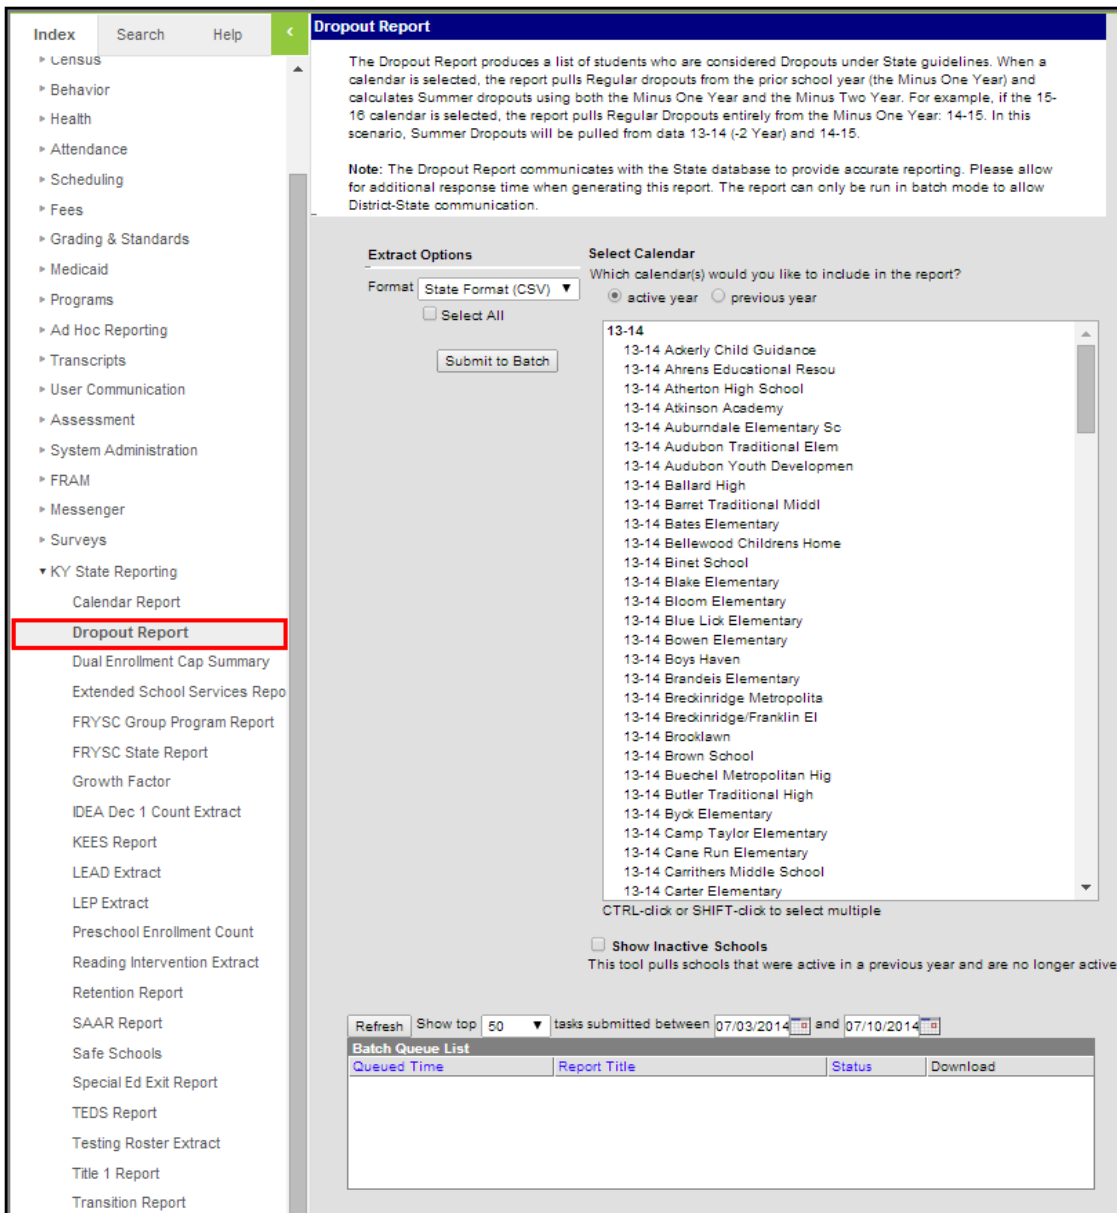 Index
Search
Help
<
Census
Behavior
Health
Attendance
Scheduling
Fees
Grading & Standards
Medicaid
Programs
Ad Hoc Reporting
Transcripts
User Communication
Assessment
System Administration
FRAM
Messenger
Surveys
KY State Reporting
Calendar Report
Dropout Report
Dual Enrollment Cap Summary
Extended School Services Repo
FRYSC Group Program Report
FRYSC State Report
Growth Factor
IDEA Dec 1 Count Extract
KEES Report
LEAD Extract
LEP Extract
Preschool Enrollment Count
Reading Intervention Extract
Retention Report
SAAR Report
Safe Schools
Special Ed Exit Report
TEDS Report
Testing Roster Extract
Title 1 Report
Transition Report
Dropout Report
The Dropout Report produces a list of students who are considered Dropouts under State guidelines. When a
calendar is selected, the report pulls Regular dropouts from the prior school year (the Minus One Year) and
calculates Summer dropouts using both the Minus One Year and the Minus Two Year. For example, if the 15-
16 calendar is selected, the report pulls Regular Dropouts entirely from the Minus One Year: 14-15. In this
scenario, Summer Dropouts will be pulled from data 13-14 (-2 Year) and 14-15.
Note: The Dropout Report communicates with the State database to provide accurate reporting. Please allow
for additional response time when generating this report. The report can only be run in batch mode to allow
District-State communication.
Extract Options
Format State Format (CSV)
Select All
Submit to Batch
Select Calendar
Which calendar(s) would you like to include in the report?
active year previous year
13-14
13-14 Ackerly Child Guidance
13-14 Ahrens Educational Resou
13-14 Atherton High School
13-14 Atkinson Academy
13-14 Auburndale Elementary Sc
13-14 Audubon Traditional Elem
13-14 Audubon Youth Developmen
13-14 Ballard High
13-14 Barret Traditional Middl
13-14 Bates Elementary
13-14 Bellewood Childrens Home
13-14 Binet School
13-14 Blake Elementary
13-14 Bloom Elementary
13-14 Blue Lick Elementary
13-14 Bowen Elementary
13-14 Boys Haven
13-14 Brandeis Elementary
13-14 Breckinridge Metropolita
13-14 Breckinridge/Franklin El
13-14 Brooklawn
13-14 Brown School
13-14 Buechel Metropolitan Hig
13-14 Butler Traditional High
13-14 Byck Elementary
13-14 Camp Taylor Elementary
13-14 Cane Run Elementary
13-14 Carrithers Middle School
13-14 Carter Elementary
CTRL-click or SHIFT-click to select multiple
Show Inactive Schools
This tool pulls schools that were active in a previous year and are no longer active
Refresh Show top 50 tasks submitted between 07/03/2014 and 07/10/2014
Batch Queue List
Queued Time Report Title Status Download